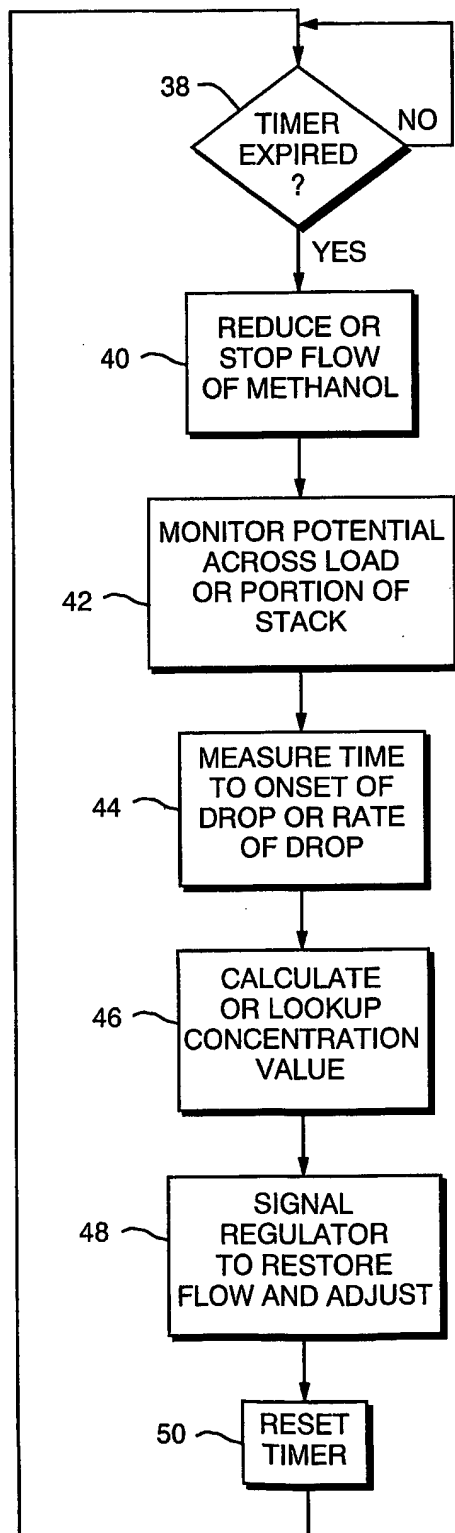 38
TIMER
EXPIRED
?
NO
YES
40
REDUCE OR
STOP FLOW
OF METHANOL
42
MONITOR POTENTIAL
ACROSS LOAD
OR PORTION OF
STACK
44
MEASURE TIME
TO ONSET OF
DROP OR RATE
OF DROP
46
CALCULATE
OR LOOKUP
CONCENTRATION
VALUE
48
SIGNAL
REGULATOR
TO RESTORE
FLOW AND ADJUST
50
RESET
TIMER